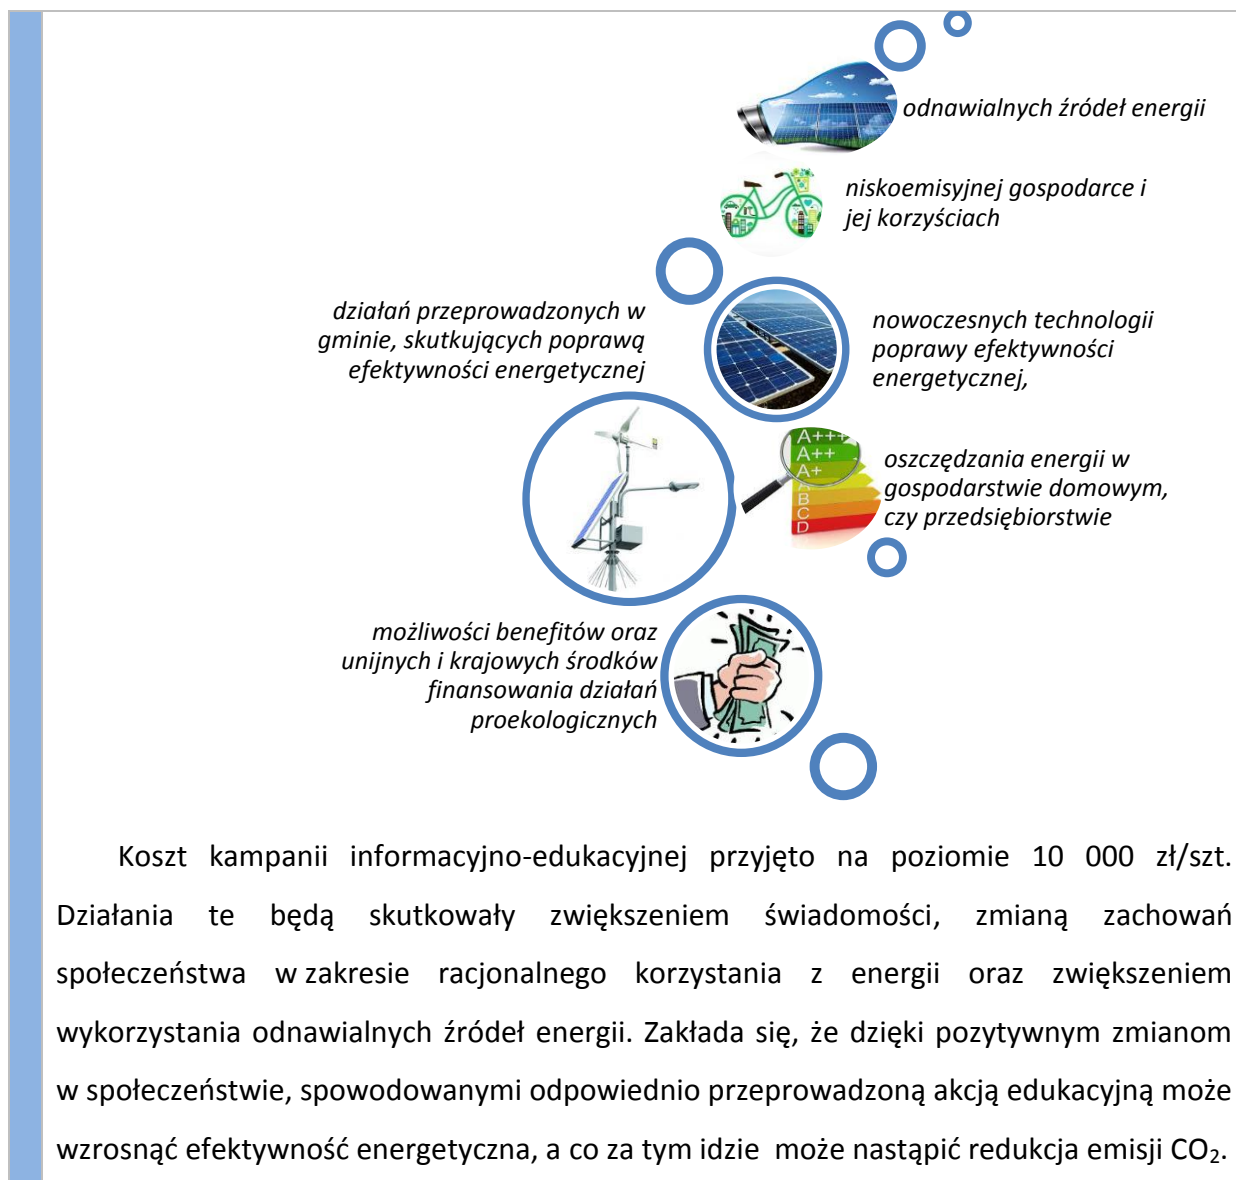 odnawialnych źródeł energii
niskoemisyjnej gospodarce i
jej korzyściach
działań przeprowadzonych w
gminie, skutkujących poprawą
efektywności energetycznej
nowoczesnych technologii
poprawy efektywności
energetycznej,
A+++
A++
A+
A
B
C
D
oszczędzania energii w
gospodarstwie domowym,
czy przedsiębiorstwie
możliwości benefitów oraz
unijnych i krajowych środków
finansowania działań
proekologicznych
Koszt kampanii informacyjno-edukacyjnej przyjęto na poziomie 10 000 zł/szt.
Działania te będą skutkowały zwiększeniem świadomości, zmianą zachowań
społeczeństwa w zakresie racjonalnego korzystania z energii oraz zwiększeniem
wykorzystania odnawialnych źródeł energii. Zakłada się, że dzięki pozytywnym zmianom
w społeczeństwie, spowodowanymi odpowiednio przeprowadzoną akcją edukacyjną może
wzrosnąć efektywność energetyczna, a co za tym idzie  może nastąpić redukcja emisji CO₂.